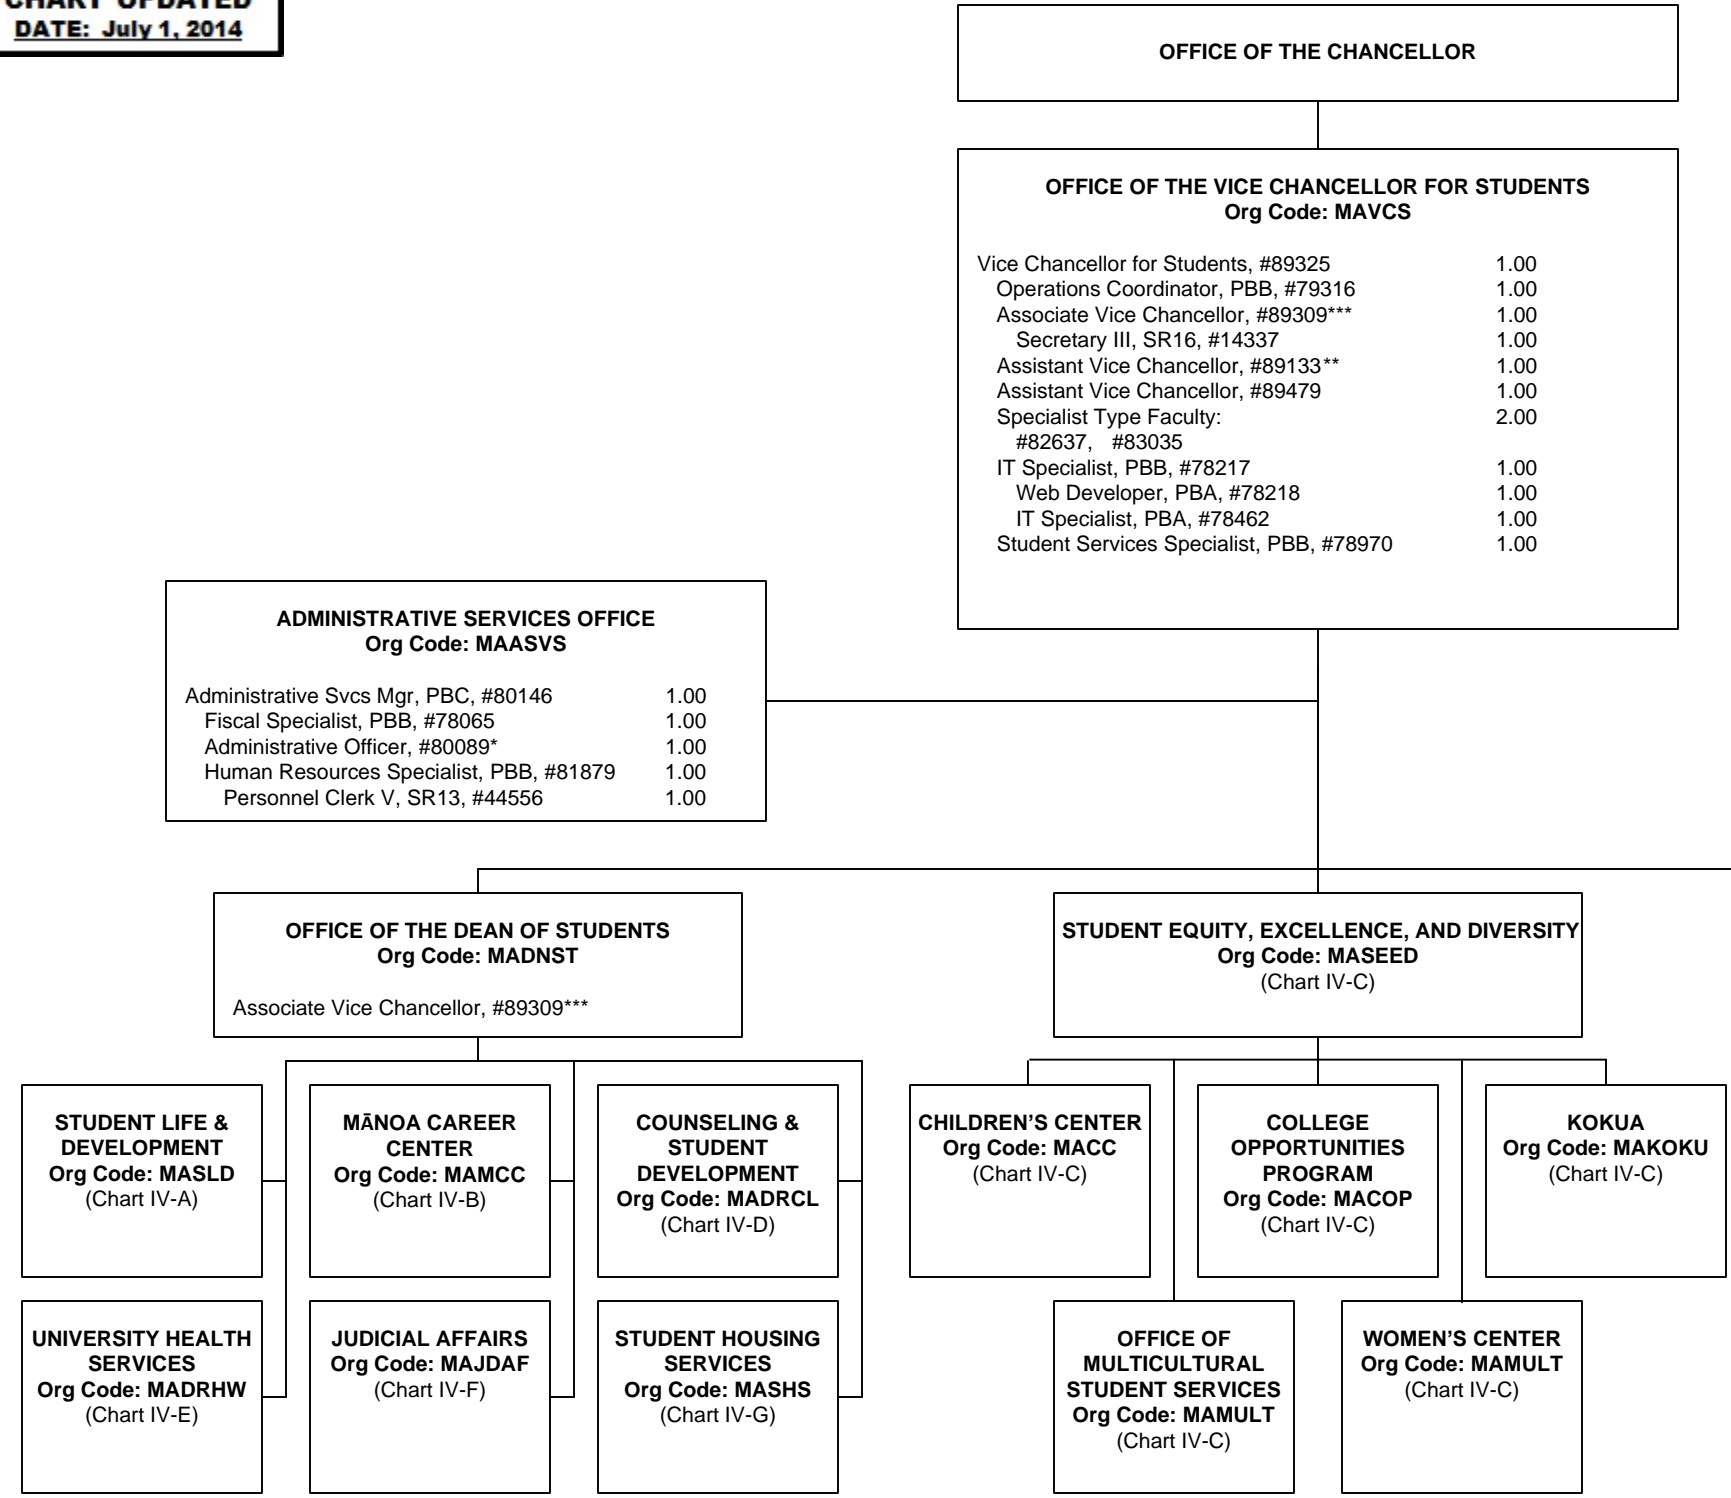 CHART UPDATED
DATE: July 1, 2014
OFFICE OF THE CHANCELLOR
OFFICE OF THE VICE CHANCELLOR FOR STUDENTS
Org Code: MAVCS
Vice Chancellor for Students, #89325 1.00
Operations Coordinator, PBB, #79316 1.00
Associate Vice Chancellor, #89309*** 1.00
Secretary III, SR16, #14337 1.00
Assistant Vice Chancellor, #89133** 1.00
Assistant Vice Chancellor, #89479 1.00
Specialist Type Faculty: 2.00
#82637, #83035
IT Specialist, PBB, #78217 1.00
Web Developer, PBA, #78218 1.00
IT Specialist, PBA, #78462 1.00
Student Services Specialist, PBB, #78970 1.00
ADMINISTRATIVE SERVICES OFFICE
Org Code: MAASVS
Administrative Svcs Mgr, PBC, #80146 1.00
Fiscal Specialist, PBB, #78065 1.00
Administrative Officer, #80089* 1.00
Human Resources Specialist, PBB, #81879 1.00
Personnel Clerk V, SR13, #44556 1.00
OFFICE OF THE DEAN OF STUDENTS
Org Code: MADNST
Associate Vice Chancellor, #89309***
STUDENT EQUITY, EXCELLENCE, AND DIVERSITY
Org Code: MASEED
(Chart IV-C)
STUDENT LIFE &
DEVELOPMENT
Org Code: MASLD
(Chart IV-A)
MĀNOA CAREER
CENTER
Org Code: MAMCC
(Chart IV-B)
COUNSELING &
STUDENT
DEVELOPMENT
Org Code: MADRCL
(Chart IV-D)
CHILDREN’S CENTER
Org Code: MACC
(Chart IV-C)
COLLEGE
OPPORTUNITIES
PROGRAM
Org Code: MACOP
(Chart IV-C)
KOKUA
Org Code: MAKOKU
(Chart IV-C)
UNIVERSITY HEALTH
SERVICES
Org Code: MADRHW
(Chart IV-E)
JUDICIAL AFFAIRS
Org Code: MAJDAF
(Chart IV-F)
STUDENT HOUSING
SERVICES
Org Code: MASHS
(Chart IV-G)
OFFICE OF
MULTICULTURAL
STUDENT SERVICES
Org Code: MAMULT
(Chart IV-C)
WOMEN’S CENTER
Org Code: MAMULT
(Chart IV-C)